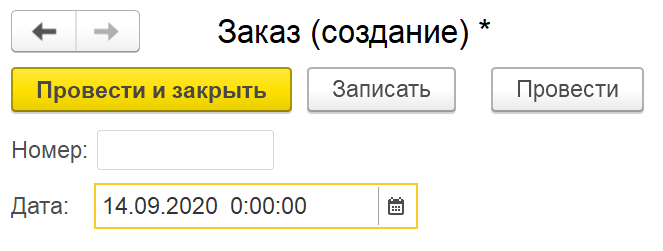 Заказ (создание) *
Провести и закрыть Записать Провести
Номер:
Дата: 14.09.2020 0:00:00